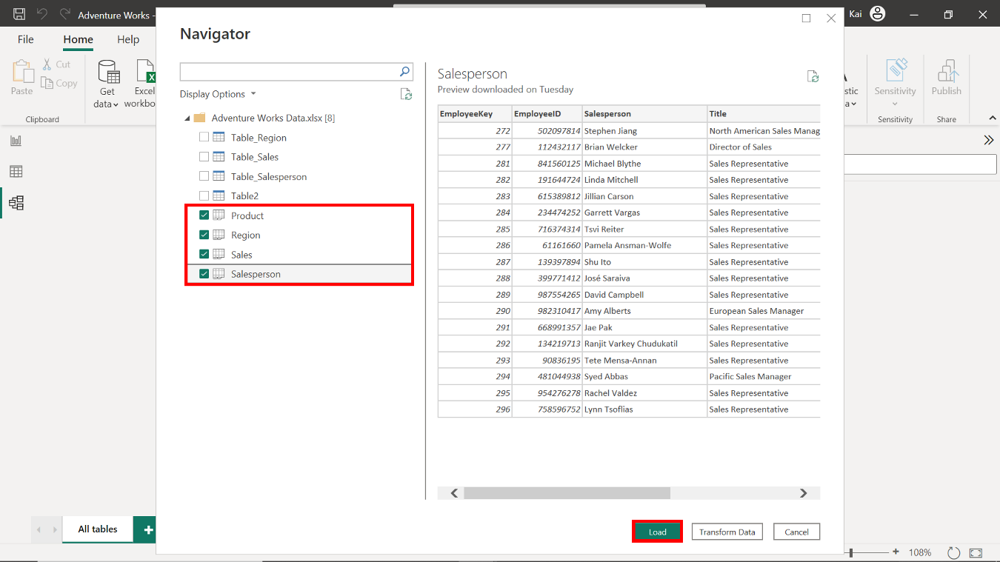 Adventure Works -
Kai
File
Home
Help
Paste
Cut
Copy
Clipboard
Get
data
Excel
workbo
Navigator
Display Options
Adventure Works Data.xlsx [8]
Table_Region
Table_Sales
Table_Salesperson
Table2
Product
Region
Sales
Salesperson
Salesperson
Preview downloaded on Tuesday
EmployeeKey EmployeeID Salesperson Title
272 502097814 Stephen Jiang North American Sales Manag
277 112432117 Brian Welcker Director of Sales
281 841560125 Michael Blythe Sales Representative
282 191644724 Linda Mitchell Sales Representative
283 615389812 Jillian Carson Sales Representative
284 234474252 Garrett Vargas Sales Representative
285 716374314 Tsvi Reiter Sales Representative
286 61161660 Pamela Ansman-Wolfe Sales Representative
287 139397894 Shu Ito Sales Representative
288 399771412 José Saraiva Sales Representative
289 987554265 David Campbell Sales Representative
290 982310417 Amy Alberts European Sales Manager
291 668991357 Jae Pak Sales Representative
292 134219713 Ranjit Varkey Chudukatil Sales Representative
293 90836195 Tete Mensa-Annan Sales Representative
294 481044938 Syed Abbas Pacific Sales Manager
295 954276278 Rachel Valdez Sales Representative
296 758596752 Lynn Tsoflias Sales Representative
Load
Transform Data
Cancel
stic
a
Sensitivity
Sensitivity
Publish
Share
All tables
108%